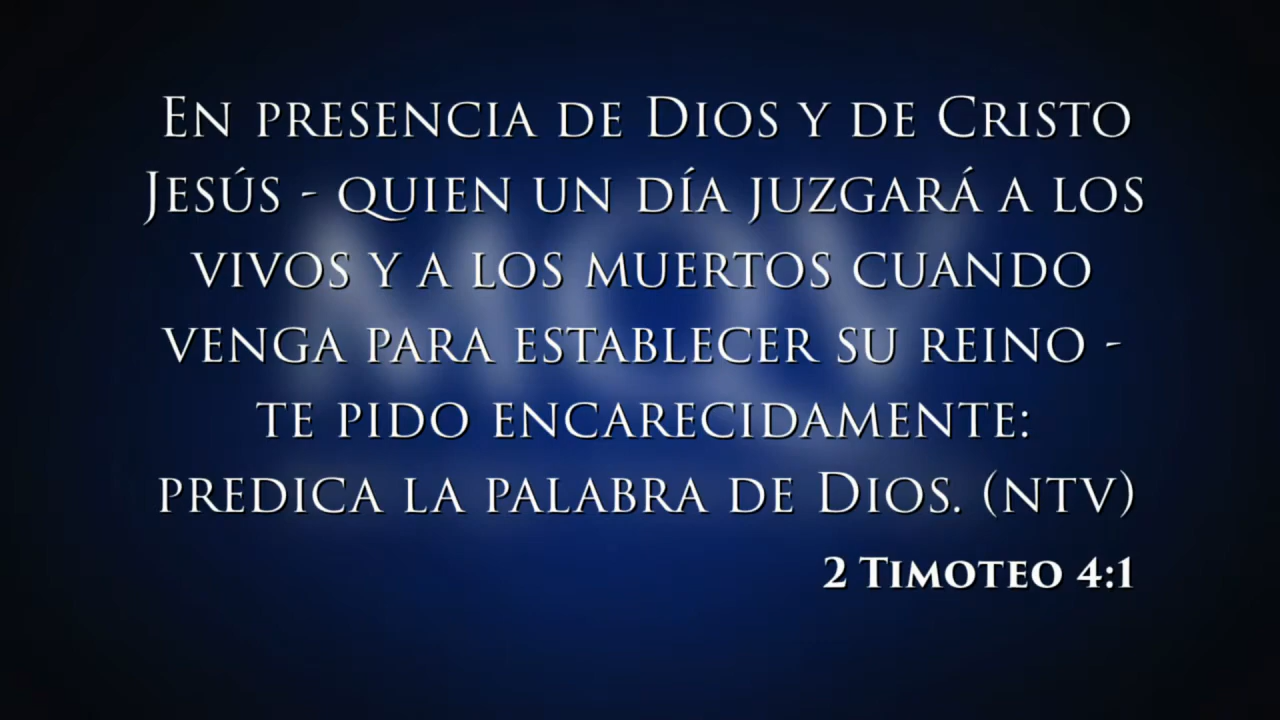 En presencia de Dios y de Cristo
Jesús - quien un día juzgará a los
vivos y a los muertos cuando
venga para establecer su reino -
te pido encarecidamente:
predica la palabra de Dios. (NTV)
2 Timoteo 4:1